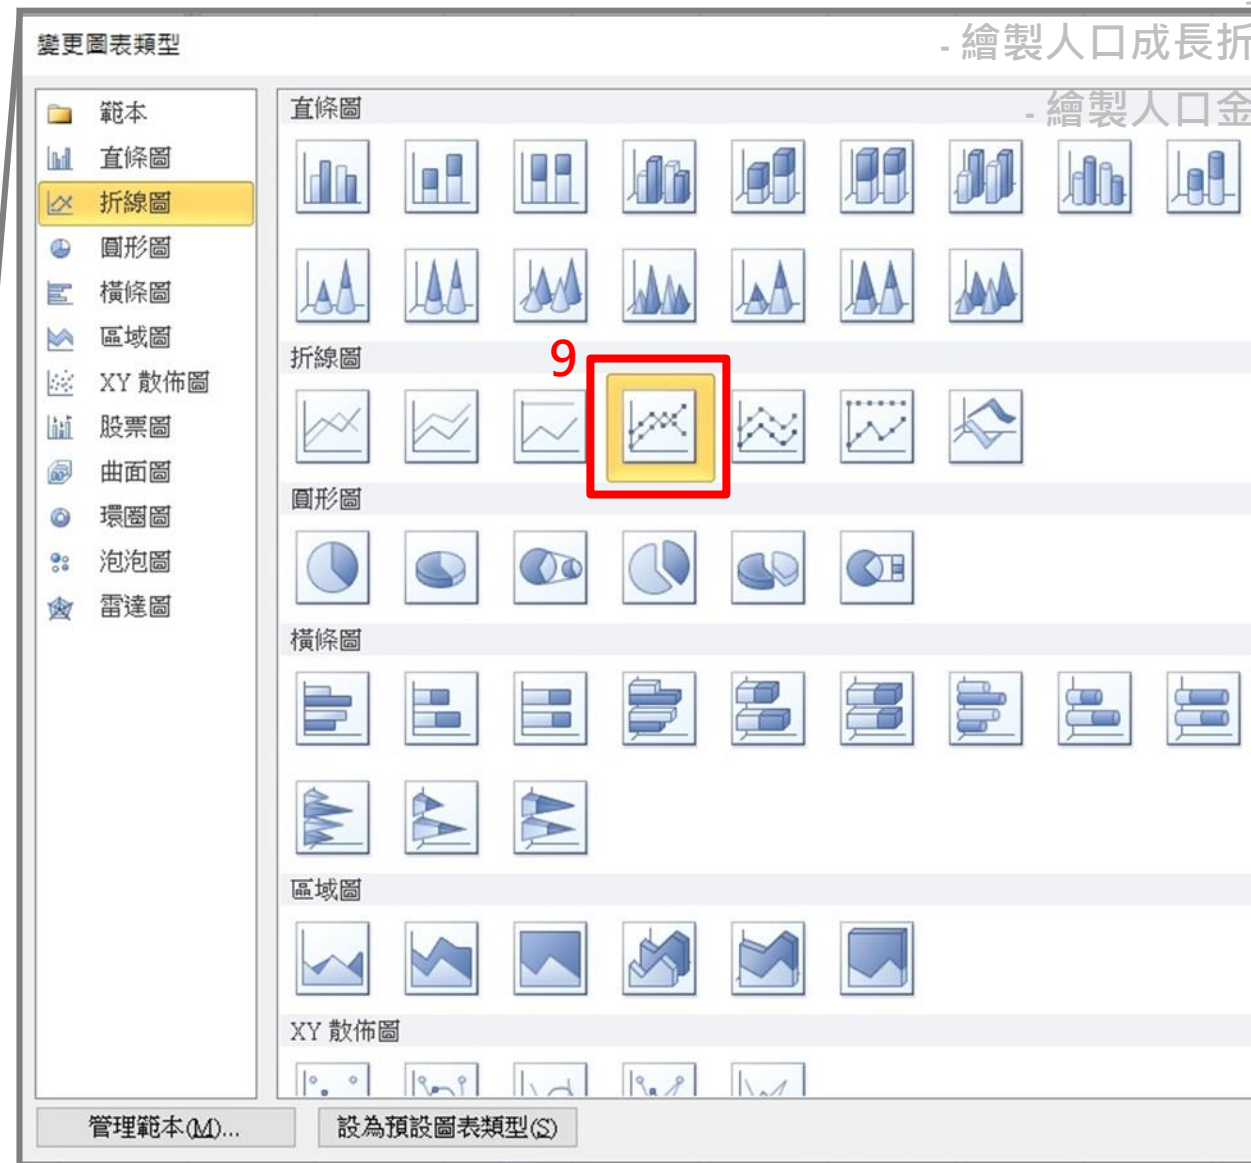 - 繪製人口成長折
變更圖表類型
- 繪製人口金
範本
直條圖
折線圖
圓形圖
橫條圖
區域圖
XY 散佈圖
股票圖
曲面圖
環圈圖
泡泡圖
雷達圖
直條圖
折線圖
9
圓形圖
橫條圖
區域圖
XY 散佈圖
管理範本(M)...
設為預設圖表類型(S)